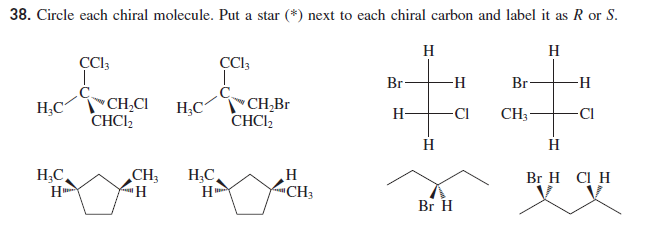 38. Circle each chiral molecule. Put a star (*) next to each chiral carbon and label it as R or S.
CCl₃ CCl₃ H H
C C Br H Br H
H₃C CH₂Cl H₃C CH₂Br H Cl CH₃ Cl
CHCl₂ CHCl₂ H H
H₃C CH₃ H₃C H Br H Cl H
H H H CH₃
Br H